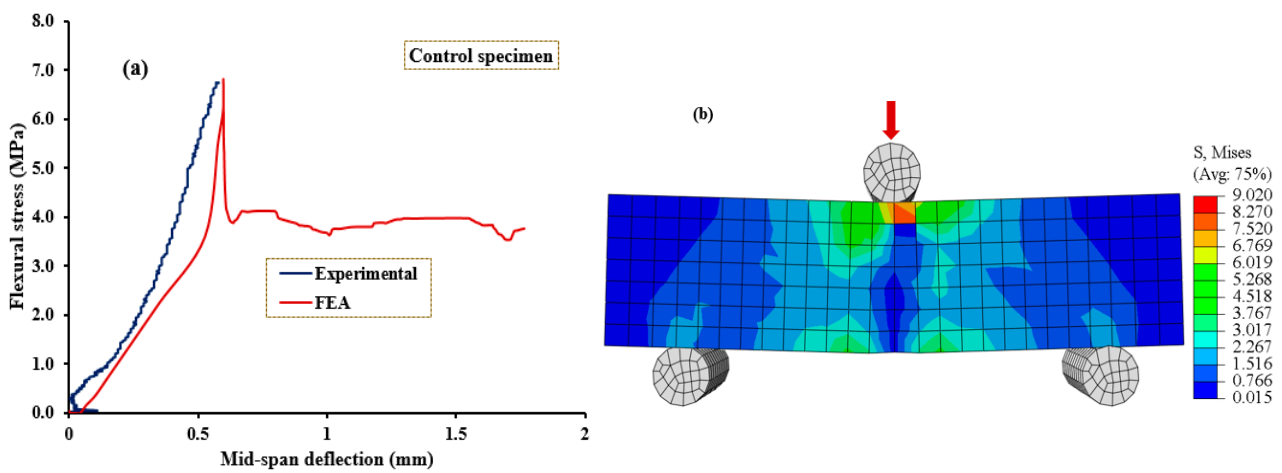 (a)
Control specimen
8.0
7.0
6.0
5.0
4.0
3.0
2.0
1.0
0.0
Flexural stress (MPa)
Experimental
FEA
0 0.5 1 1.5 2
Mid-span deflection (mm)
(b)
S, Mises
(Avg: 75%)
9.020
8.270
7.520
6.769
6.019
5.268
4.518
3.767
3.017
2.267
1.516
0.766
0.015